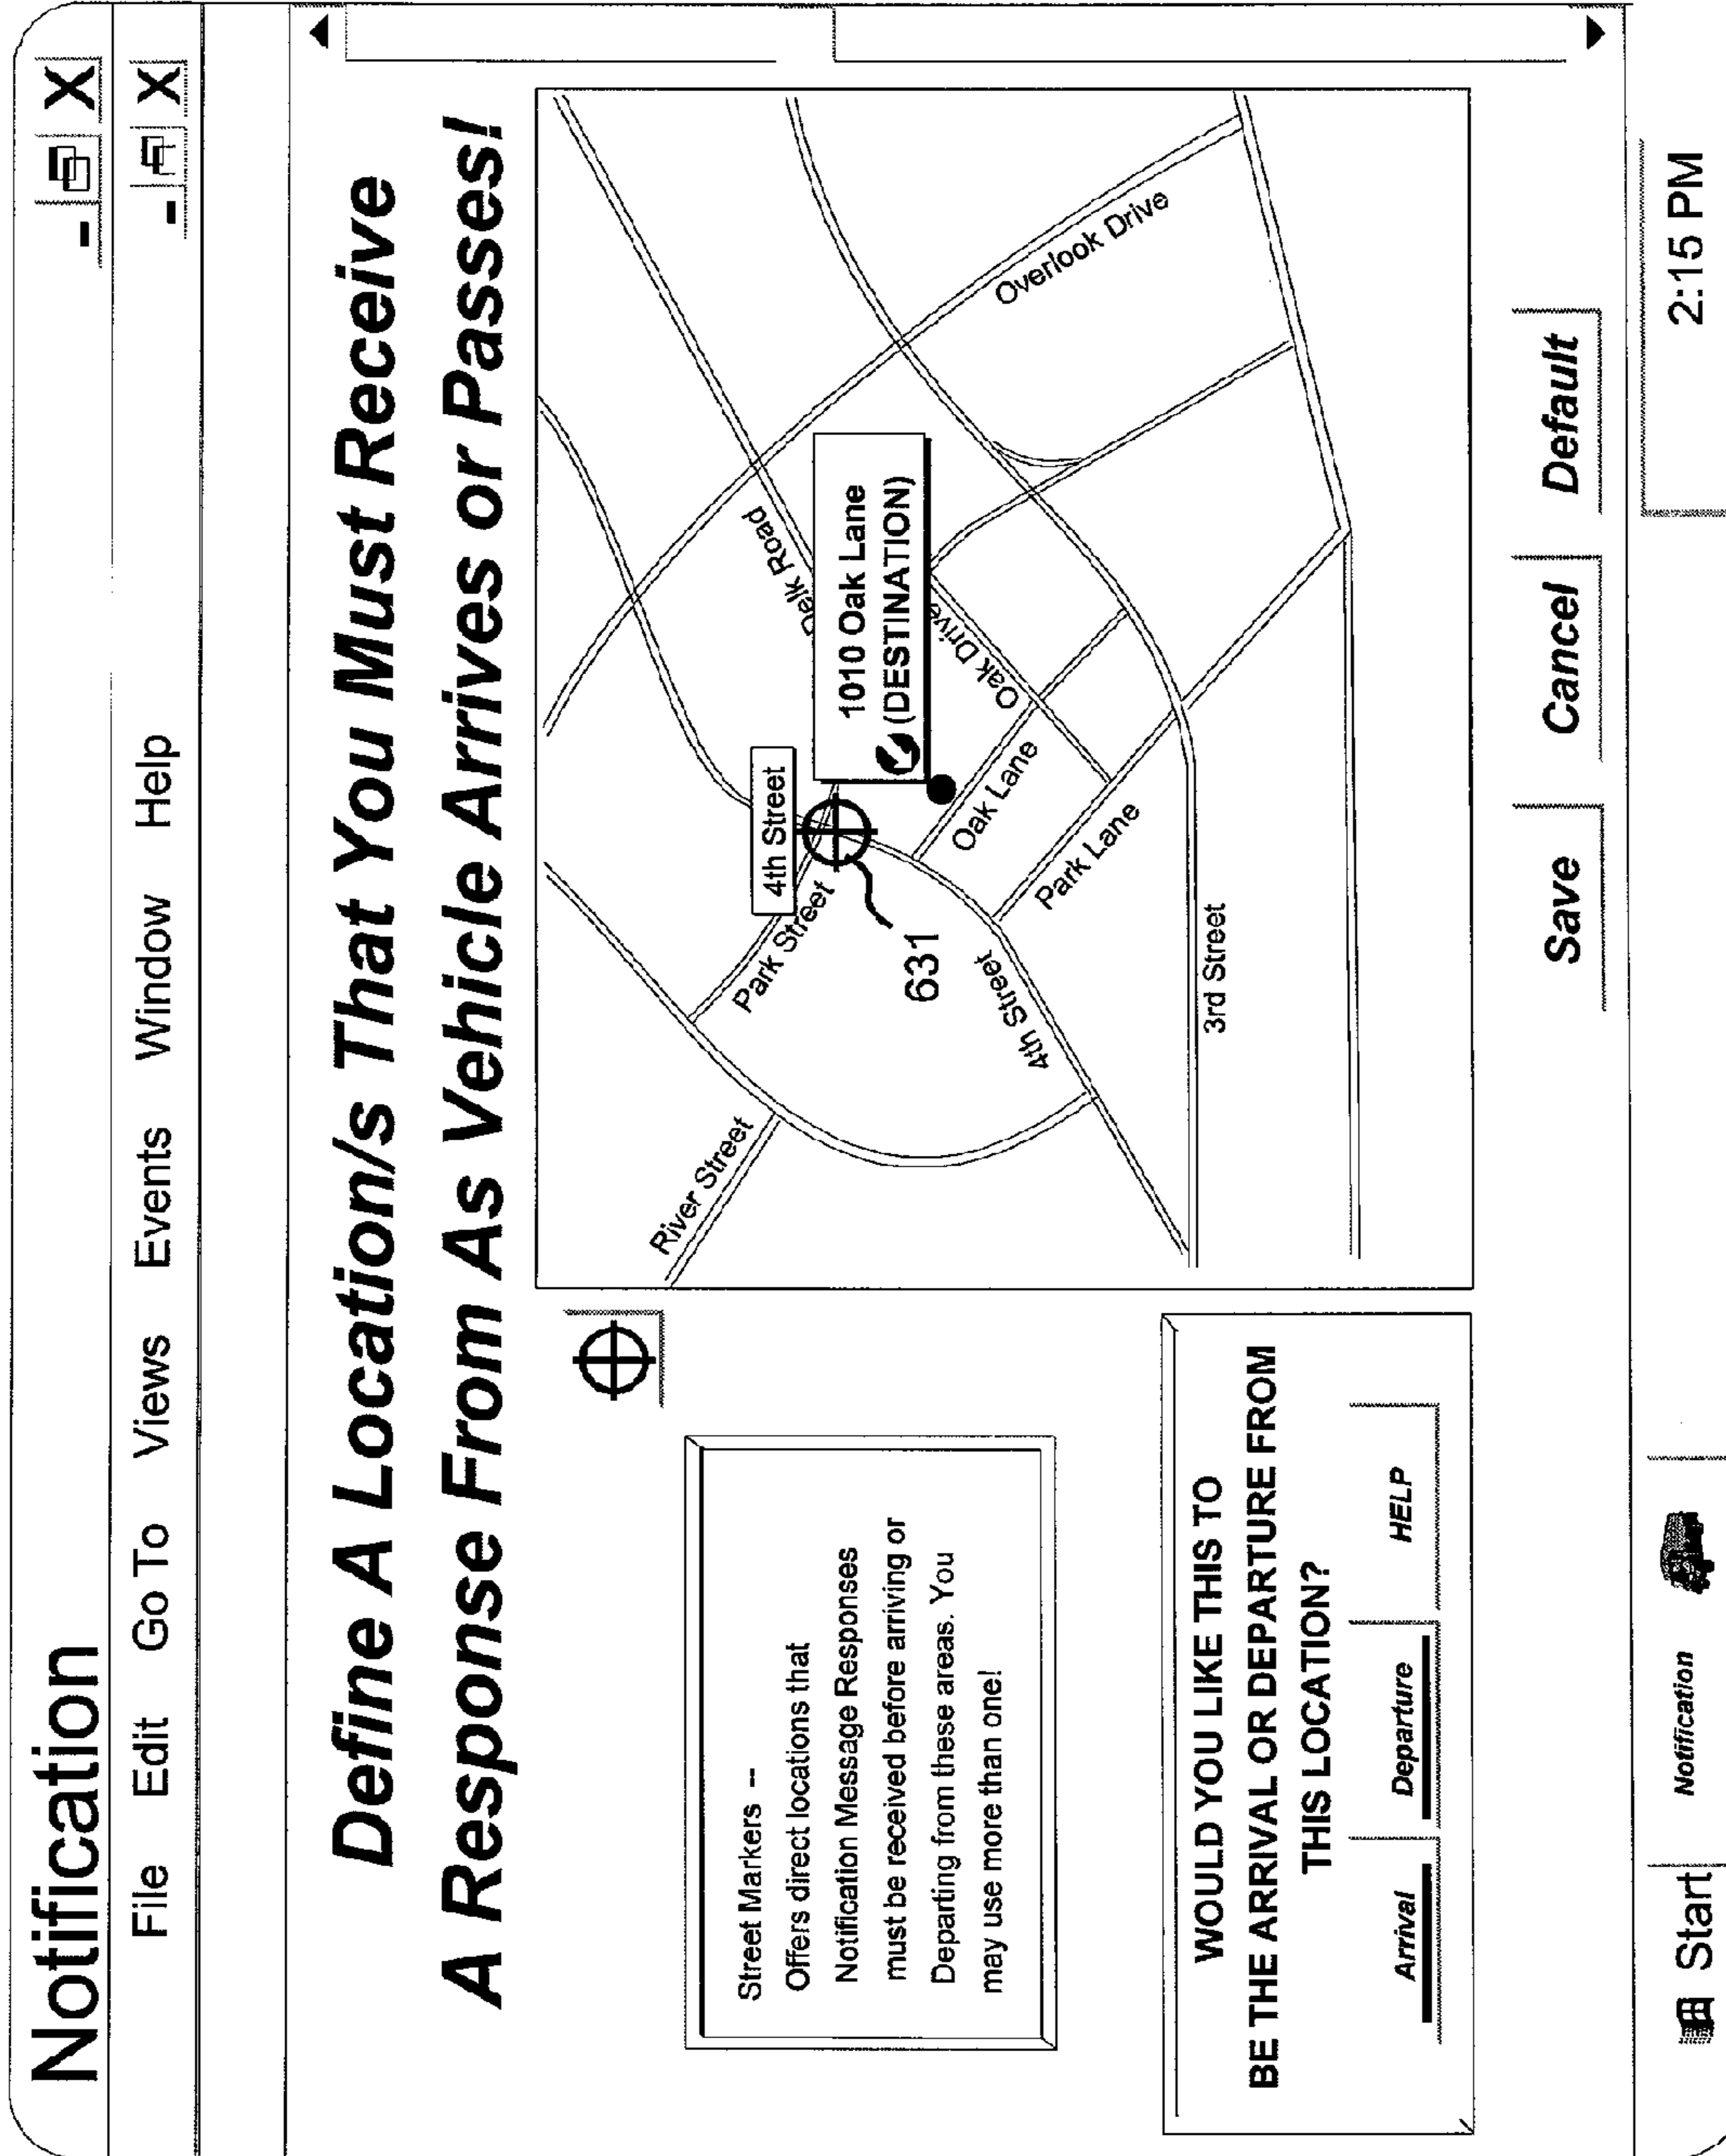 Notification
File Edit Go To Views Events Window Help
Define A Location/s That You Must Receive
A Response From As Vehicle Arrives or Passes!
Street Markers --
Offers direct locations that
Notification Message Responses
must be received before arriving or
Departing from these areas. You
may use more than one!
WOULD YOU LIKE THIS TO
BE THE ARRIVAL OR DEPARTURE FROM
THIS LOCATION?
Arrival Departure HELP
River Street
Park Street
4th Street
631
Delk Road
1010 Oak Lane
(DESTINATION)
Oak Drive
Oak Lane
Park Lane
4th Street
3rd Street
Overlook Drive
Save Cancel Default
Start Notification 2:15 PM